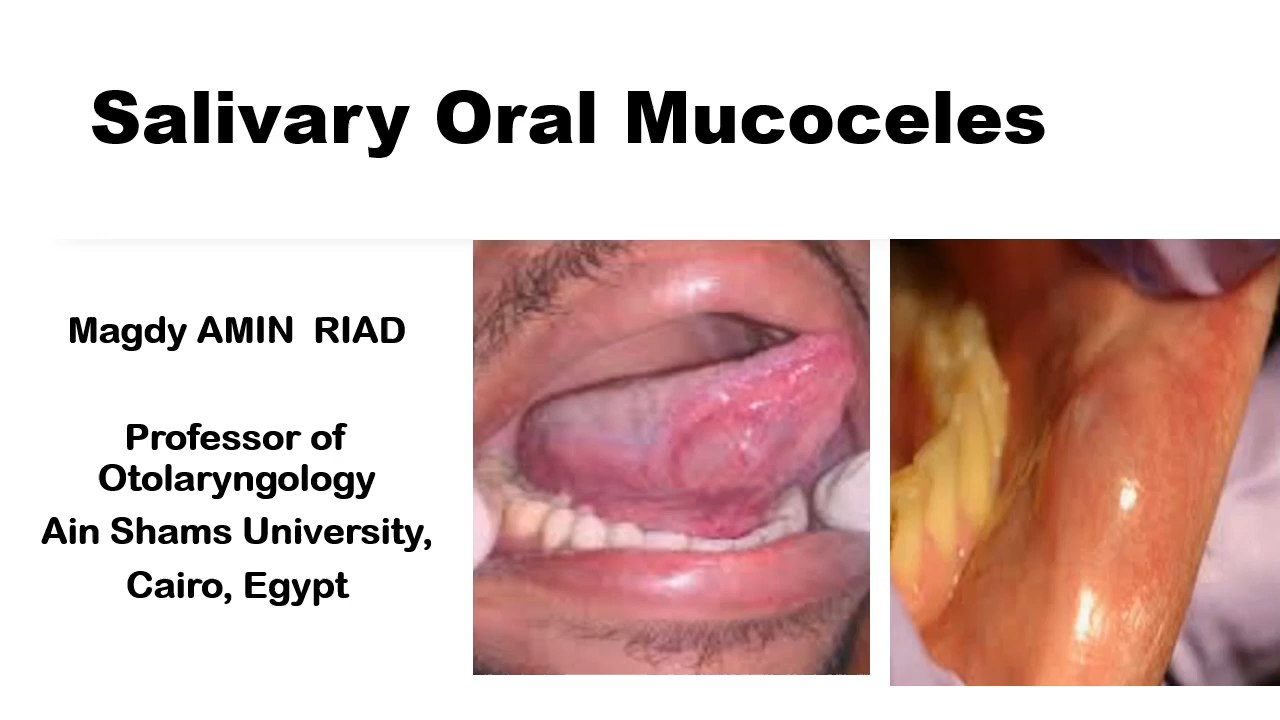 Salivary Oral Mucoceles
Magdy AMIN RIAD
Professor of
Otolaryngology
Ain Shams University,
Cairo, Egypt